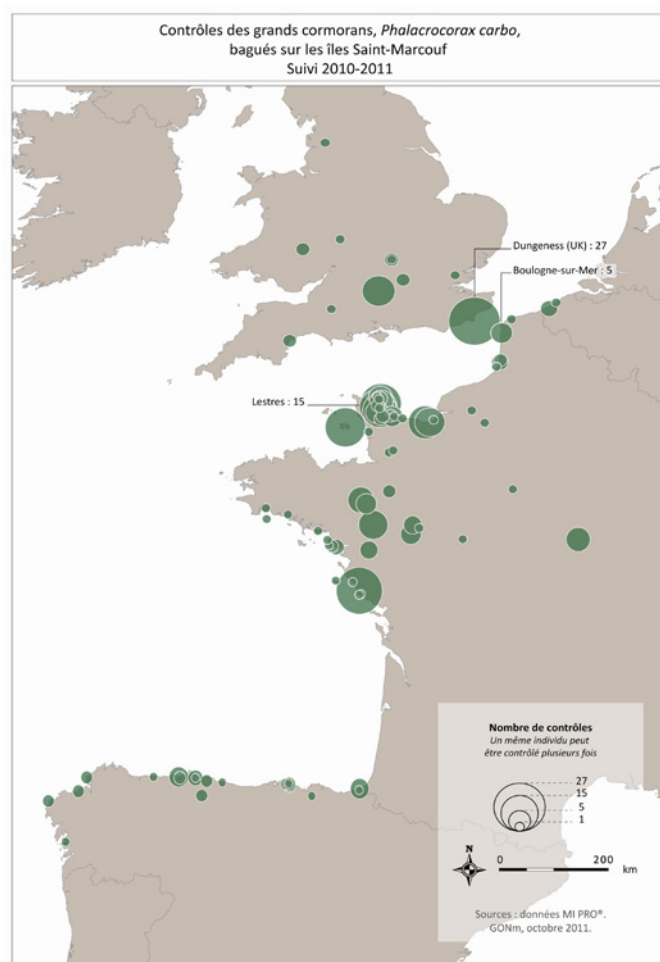 Contrôles des grands cormorans, Phalacrocorax carbo,
bagués sur les îles Saint-Marcouf
Suivi 2010-2011
Dungeness (UK) : 27
Boulogne-sur-Mer : 5
Lestres : 15
Nombre de contrôles
Un même individu peut
être contrôlé plusieurs fois
27
15
5
1
N
0 200
km
Sources : données MI PRO®.
GONm, octobre 2011.